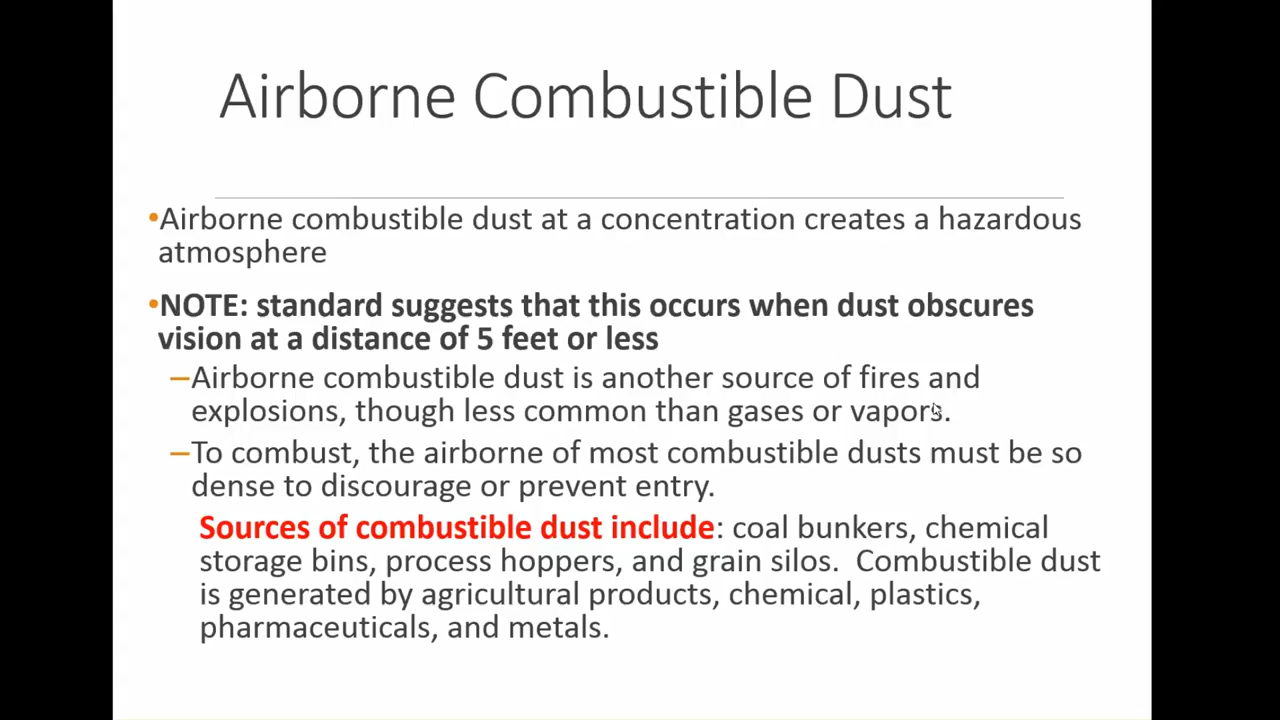 Airborne Combustible Dust
•Airborne combustible dust at a concentration creates a hazardous
atmosphere
•NOTE: standard suggests that this occurs when dust obscures
vision at a distance of 5 feet or less
–Airborne combustible dust is another source of fires and
explosions, though less common than gases or vapors.
–To combust, the airborne of most combustible dusts must be so
dense to discourage or prevent entry.
Sources of combustible dust include: coal bunkers, chemical
storage bins, process hoppers, and grain silos.  Combustible dust
is generated by agricultural products, chemical, plastics,
pharmaceuticals, and metals.